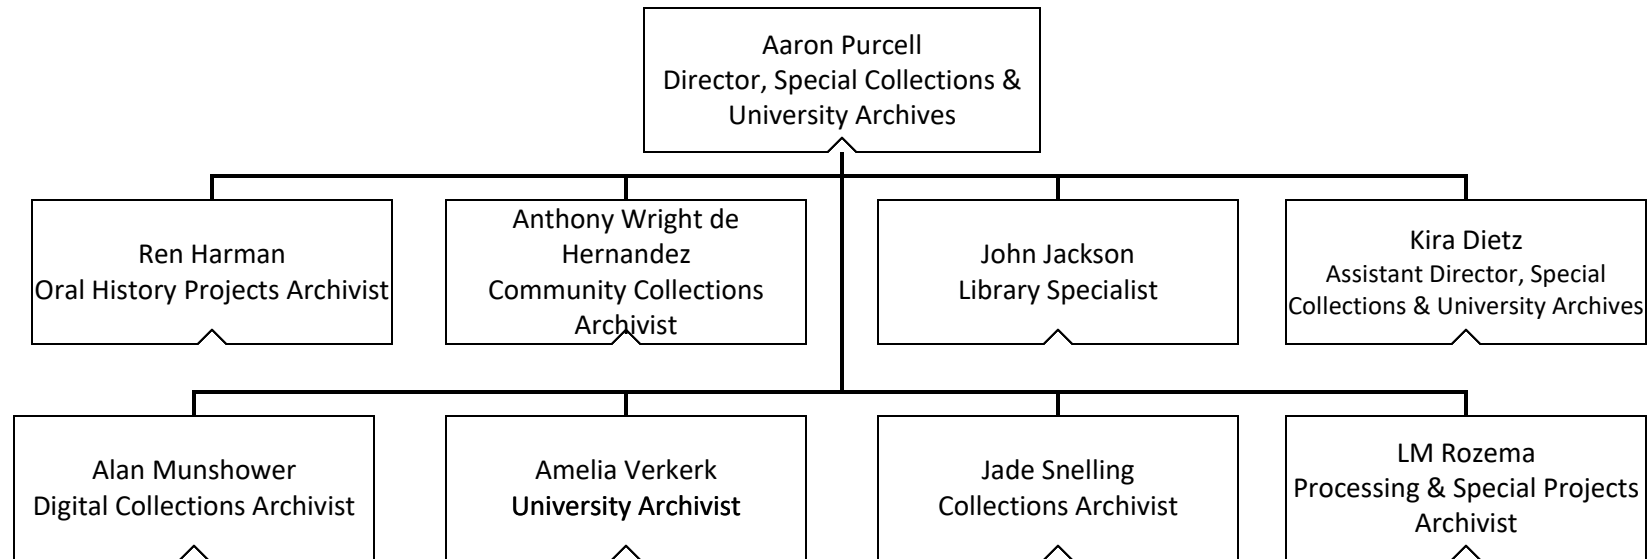 Aaron Purcell
Director, Special Collections &
University Archives
Ren Harman
Oral History Projects Archivist
Anthony Wright de
Hernandez
Community Collections
Archivist
John Jackson
Library Specialist
Kira Dietz
Assistant Director, Special
Collections & University Archives
Alan Munshower
Digital Collections Archivist
Amelia Verkerk
University Archivist
Jade Snelling
Collections Archivist
LM Rozema
Processing & Special Projects
Archivist